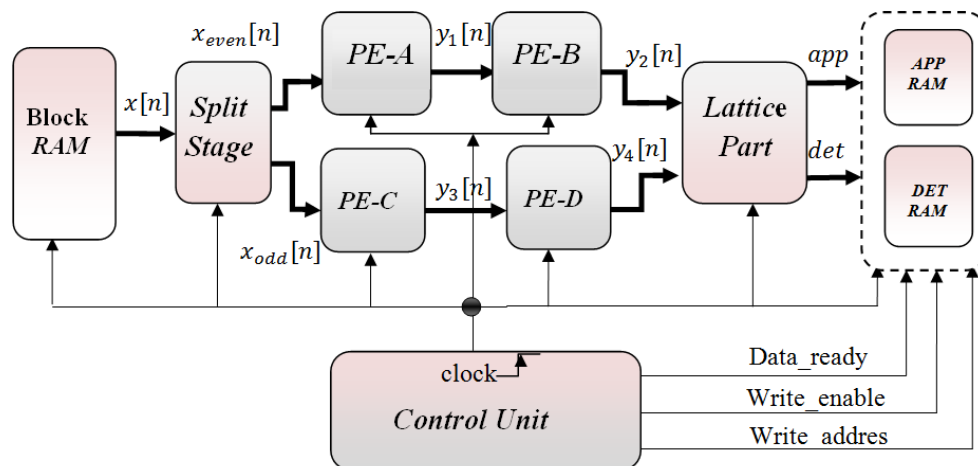 Block
RAM
x[n]
Split
Stage
x_even[n]
x_odd[n]
PE-A
y_1[n]
PE-B
y_2[n]
PE-C
y_3[n]
PE-D
y_4[n]
Lattice
Part
app
det
APP
RAM
DET
RAM
clock
Control Unit
Data_ready
Write_enable
Write_addres